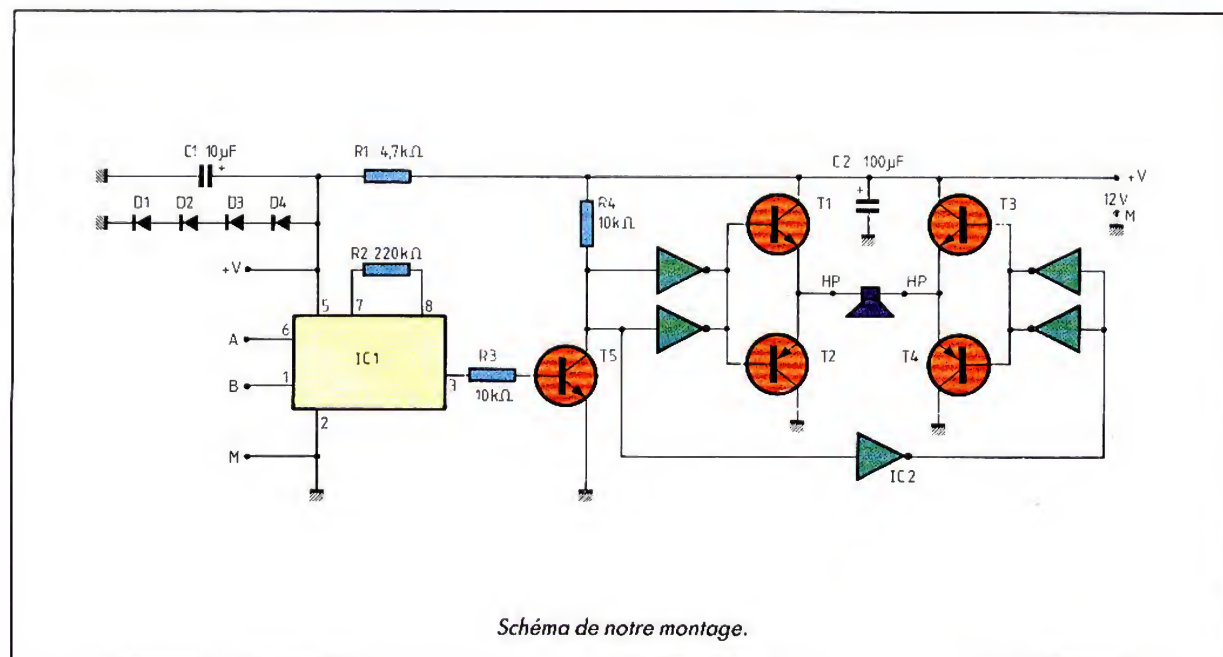 C1 10µF
+
R1 4,7kΩ
C2 100µF
+
+V
12V
M
D1 D2 D3 D4
R4
10kΩ
T1
T3
+V
R2 220kΩ
7 8
5
A 6
B 1
IC1
3
R3
10kΩ
T5
HP HP
T2
T4
2
M
IC2
Schéma de notre montage.